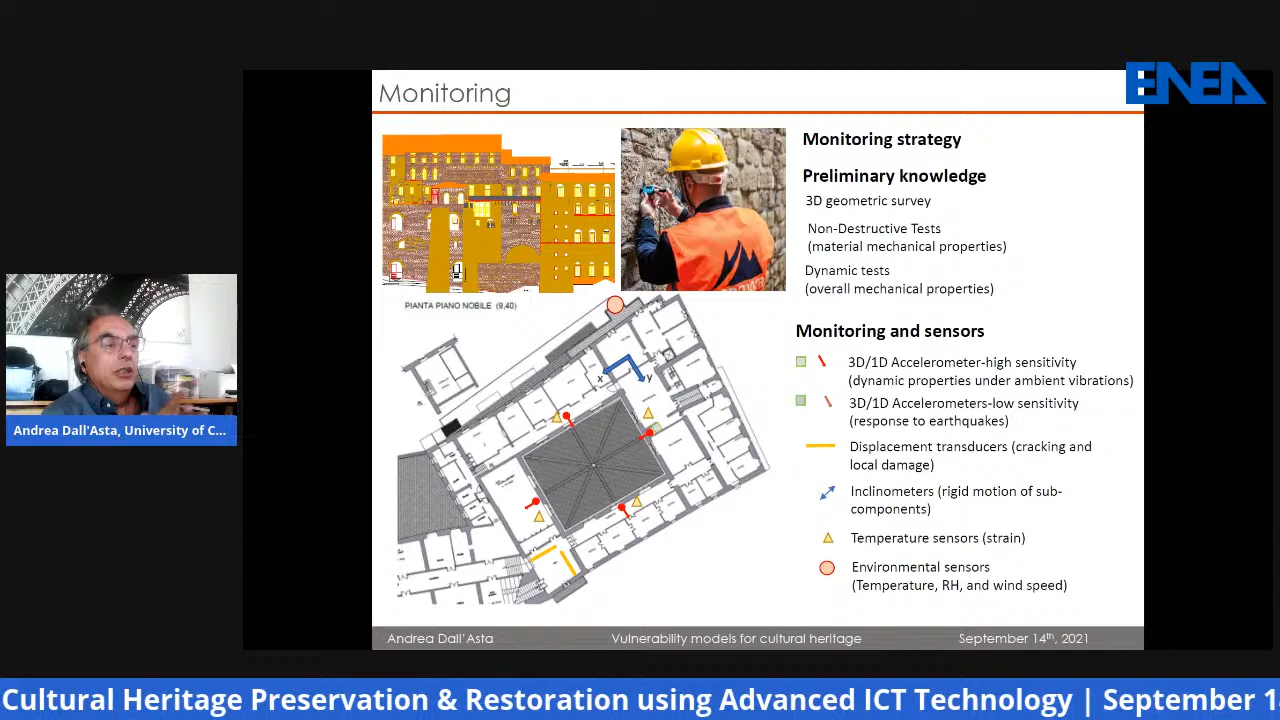 ENEA
Monitoring
Monitoring strategy
Preliminary knowledge
3D geometric survey
Non-Destructive Tests
(material mechanical properties)
Dynamic tests
(overall mechanical properties)
PIANTA PIANO NOBILE (9,40)
x
y
Monitoring and sensors
3D/1D Accelerometer-high sensitivity
(dynamic properties under ambient vibrations)
3D/1D Accelerometers-low sensitivity
(response to earthquakes)
Displacement transducers (cracking and
local damage)
Inclinometers (rigid motion of sub-
components)
Temperature sensors (strain)
Environmental sensors
(Temperature, RH, and wind speed)
Andrea Dall'Asta, University of C...
Andrea Dall'Asta Vulnerability models for cultural heritage September 14th, 2021
Cultural Heritage Preservation & Restoration using Advanced ICT Technology | September 1